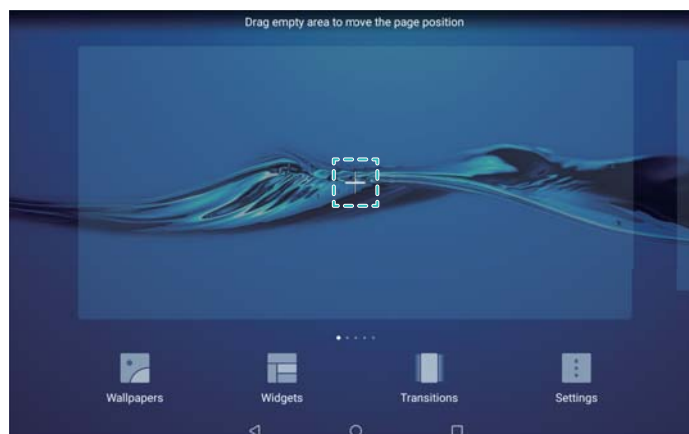 Drag empty area to move the page position
Wallpapers
Widgets
Transitions
Settings